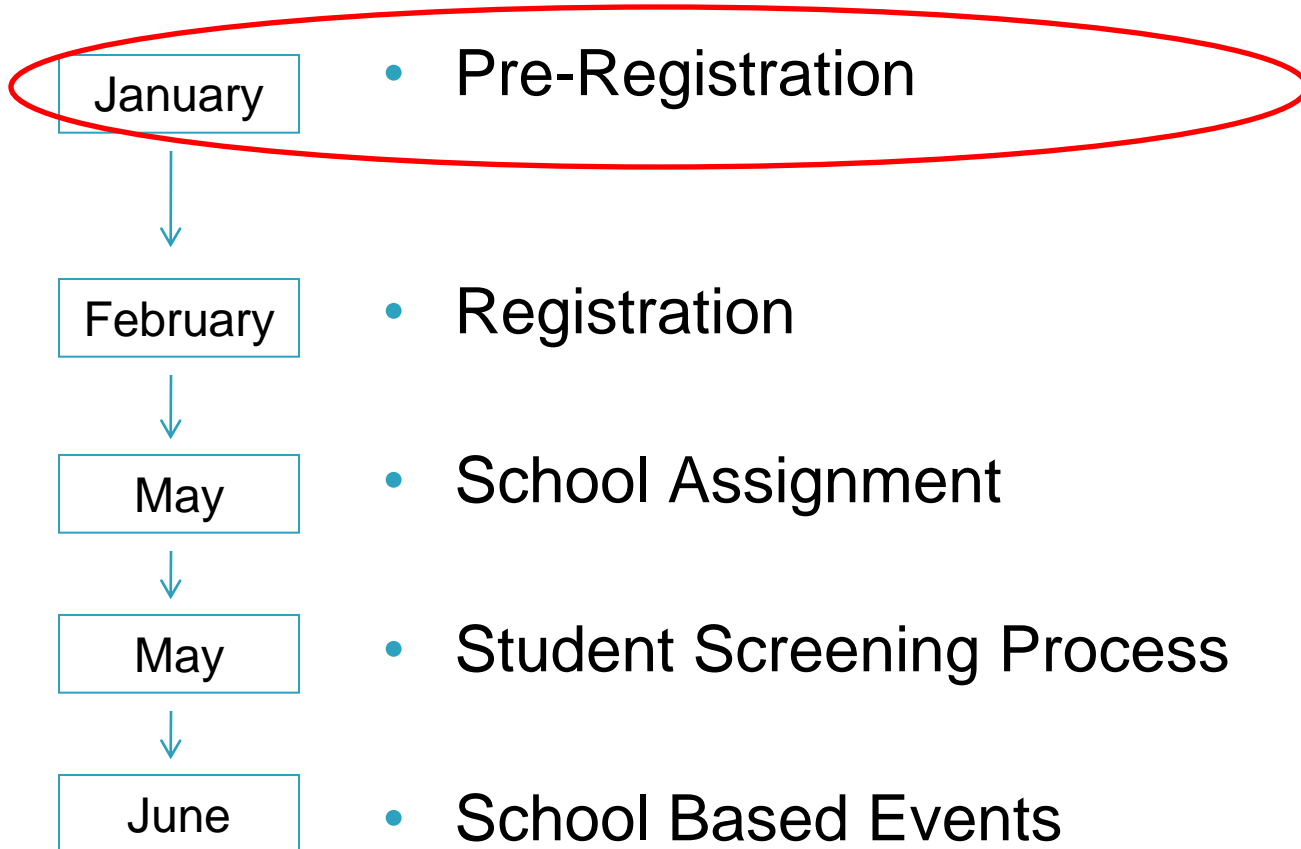 January • Pre-Registration
February • Registration
May • School Assignment
May • Student Screening Process
June • School Based Events